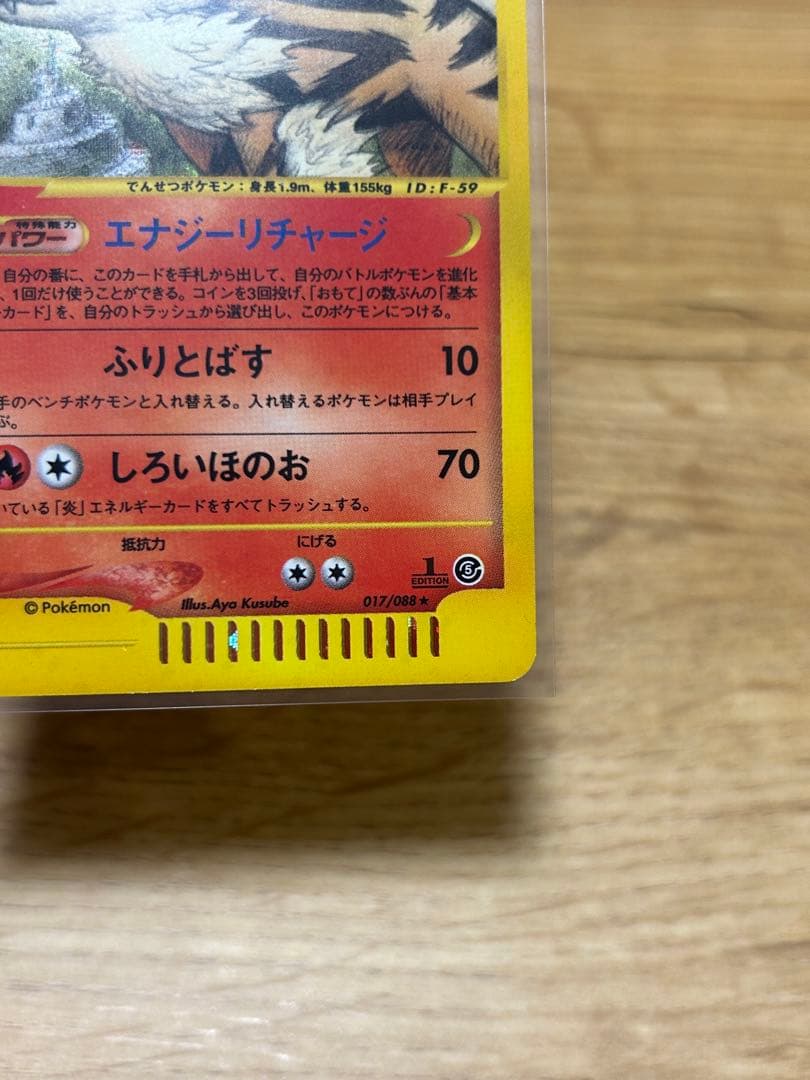 でんせつポケモン：身長1.9m、体重155kg ID：F-59
特殊能力
パワー エナジーリチャージ
自分の番に、このカードを手札から出して、自分のバトルポケモンを進化
、1回だけ使うことができる。コインを3回投げ、「おもて」の数ぶんの「基本
ーカード」を、自分のトラッシュから選び出し、このポケモンにつける。
ふりとばす 10
手のベンチポケモンと入れ替える。入れ替えるポケモンは相手プレイ
ぶ。
しろいほのお 70
いている「炎」エネルギーカードをすべてトラッシュする。
抵抗力 にげる
1
EDITION 5
©Pokémon Illus.Aya Kusube 017/088★